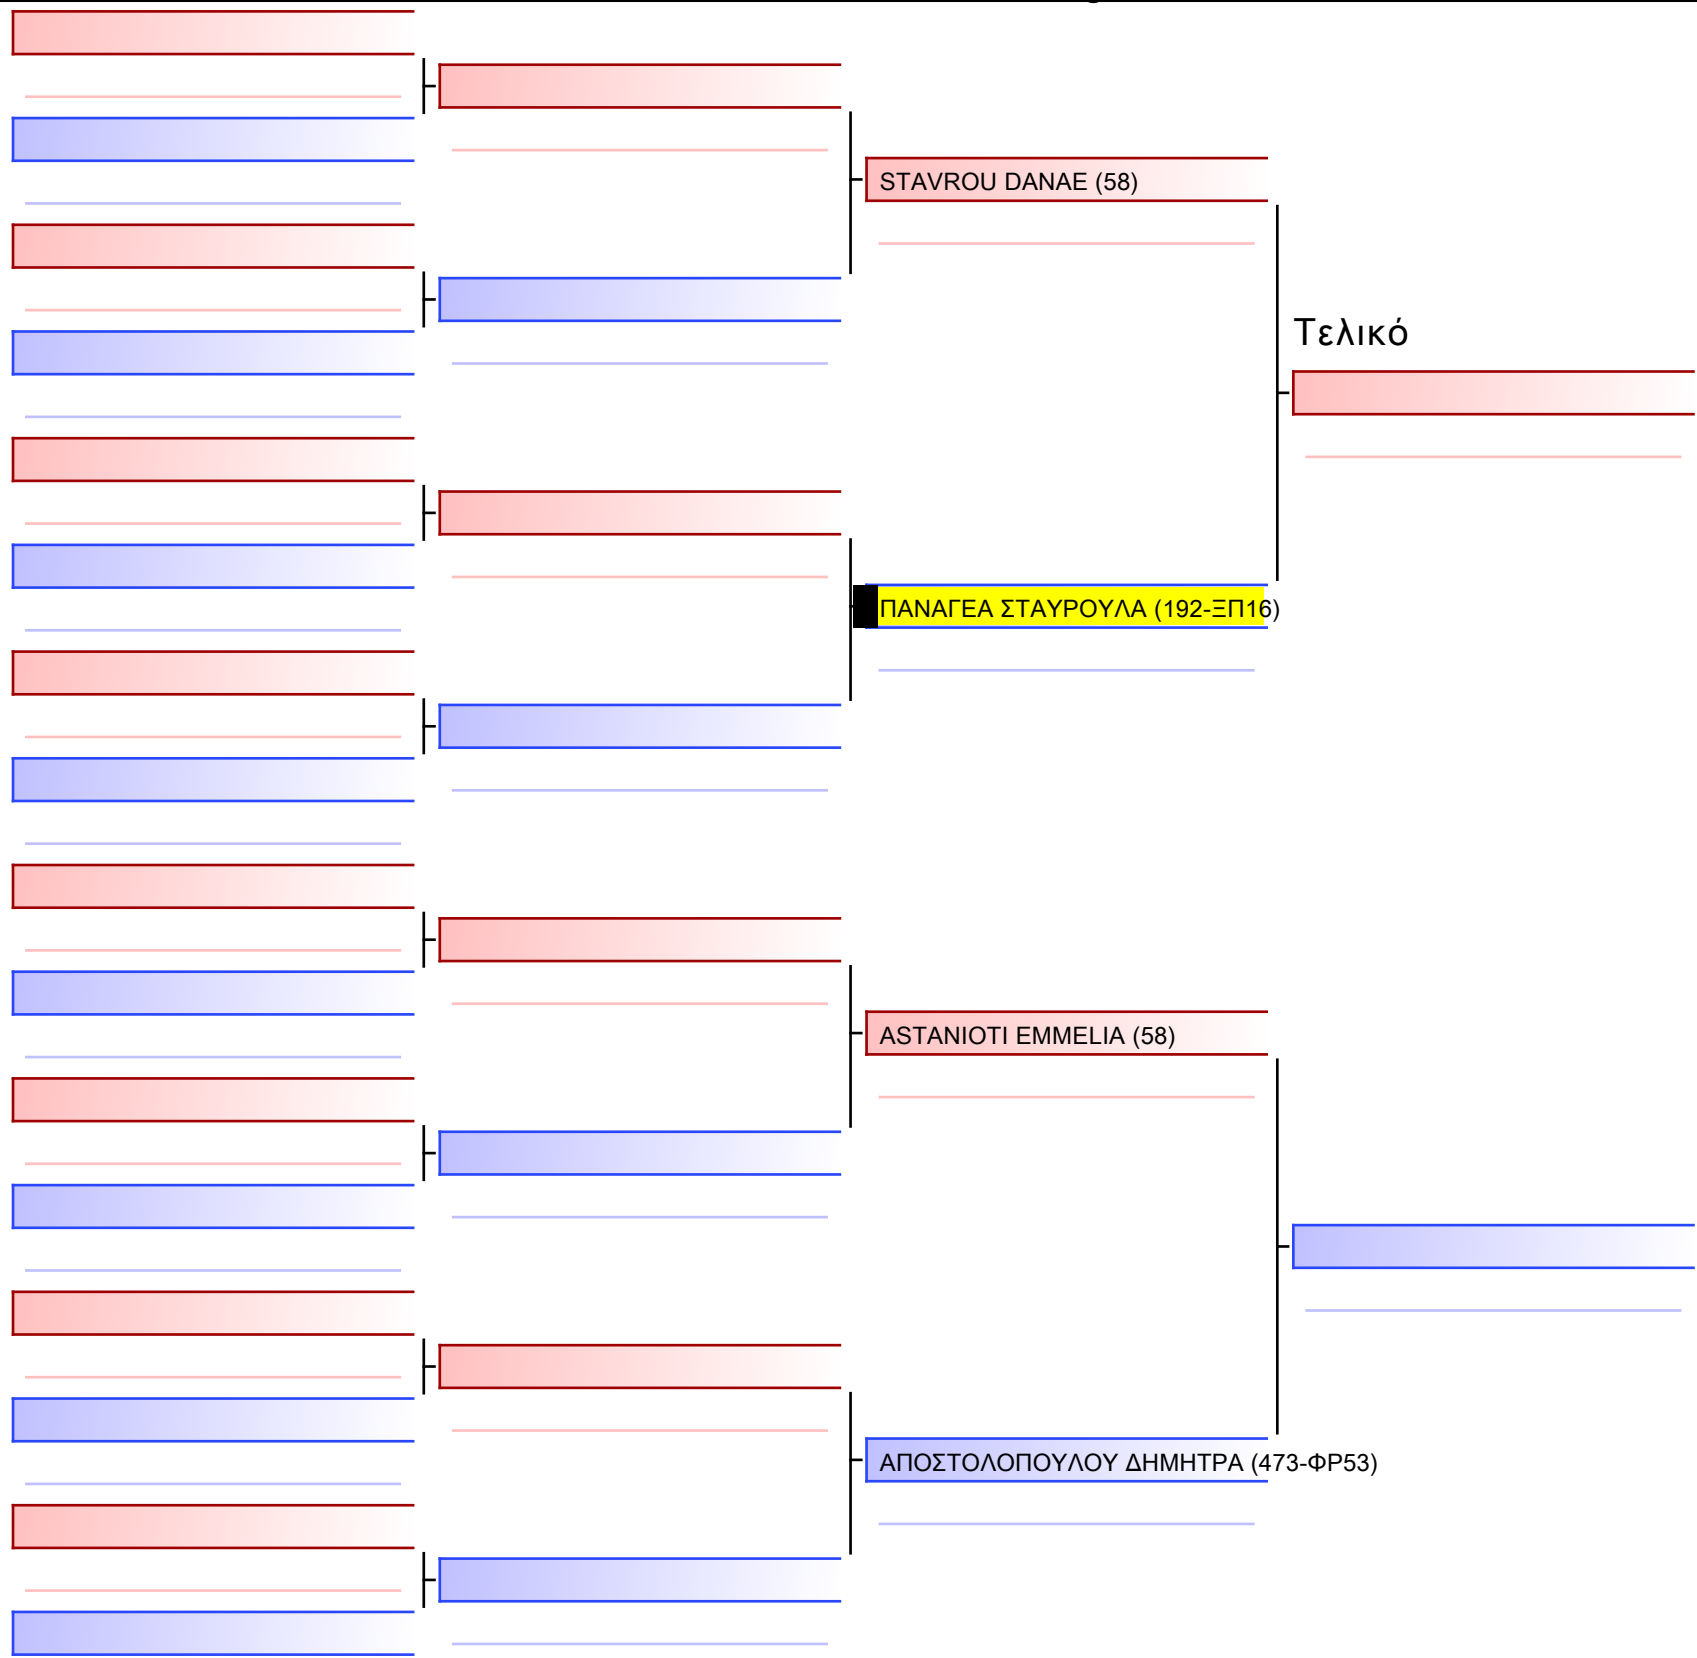 STAVROU DANAE (58)
Τελικό
ΠΑΝΑΓΕΑ ΣΤΑΥΡΟΥΛΑ (192-ΞΠ16)
ASTANIOTI EMMELIA (58)
ΑΠΟΣΤΟΛΟΠΟΥΛΟΥ ΔΗΜΗΤΡΑ (473-ΦΡ53)